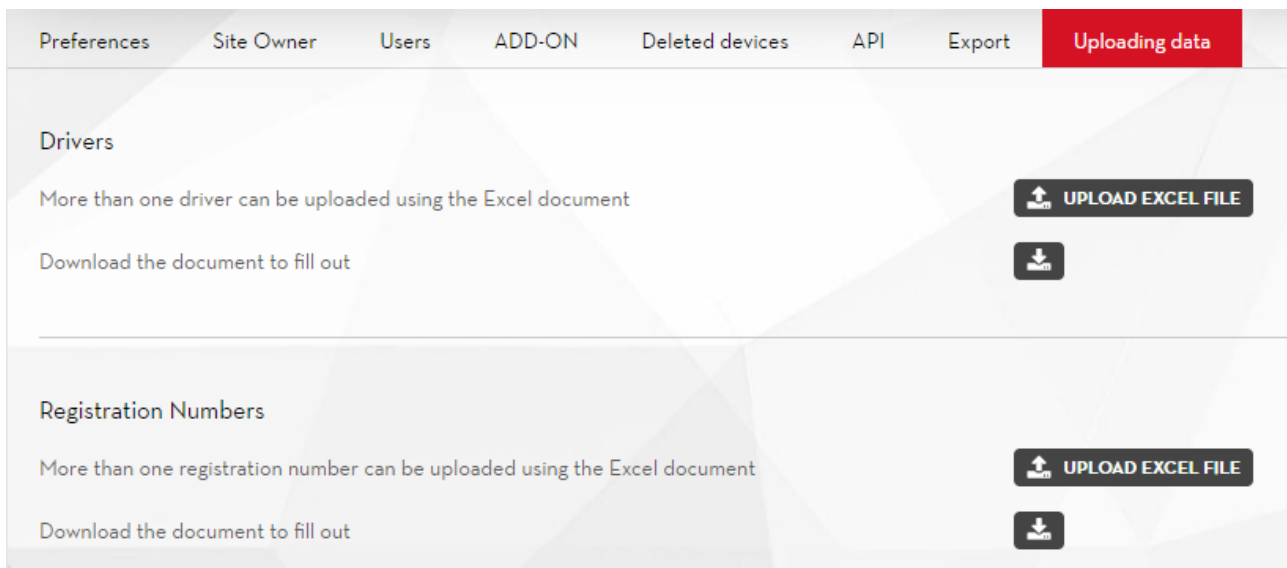 Preferences Site Owner Users ADD-ON Deleted devices API Export Uploading data
Drivers
More than one driver can be uploaded using the Excel document UPLOAD EXCEL FILE
Download the document to fill out
Registration Numbers
More than one registration number can be uploaded using the Excel document UPLOAD EXCEL FILE
Download the document to fill out